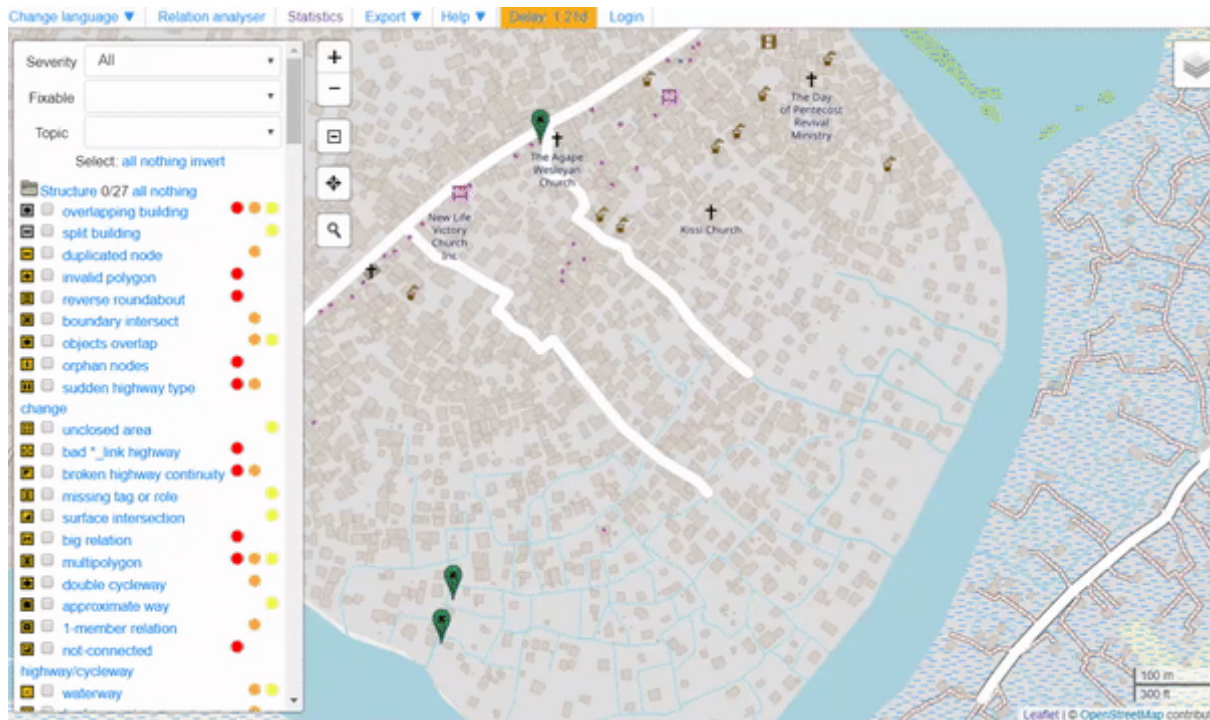 Change language ▼ Relation analyser Statistics Export ▼ Help ▼ Delay: 1.21d Login
Severity All
Fixable
Topic
Select: all nothing invert
Structure 0/27 all nothing
overlapping building
split building
duplicated node
invalid polygon
reverse roundabout
boundary intersect
objects overlap
orphan nodes
sudden highway type
change
unclosed area
bad *_link highway
broken highway continuity
missing tag or role
surface intersection
big relation
multipolygon
double cycleway
approximate way
1-member relation
not-connected
highway/cycleway
waterway
+
−
The Day
of Pentecost
Revival
Ministry
The Agape
Wesleyan
Church
New Life
Victory
Church
Inc
Kissi Church
100 m
300 ft
Leaflet | © OpenStreetMap contribut